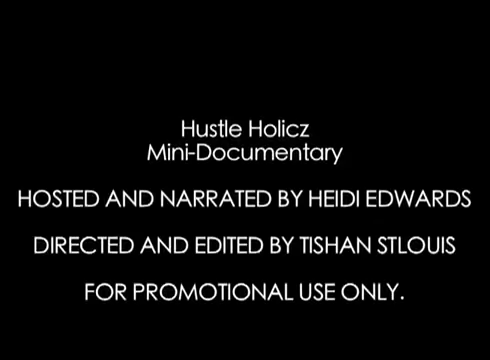 Hustle Holicz
Mini-Documentary
HOSTED AND NARRATED BY HEIDI EDWARDS
DIRECTED AND EDITED BY TISHAN STLOUIS
FOR PROMOTIONAL USE ONLY.